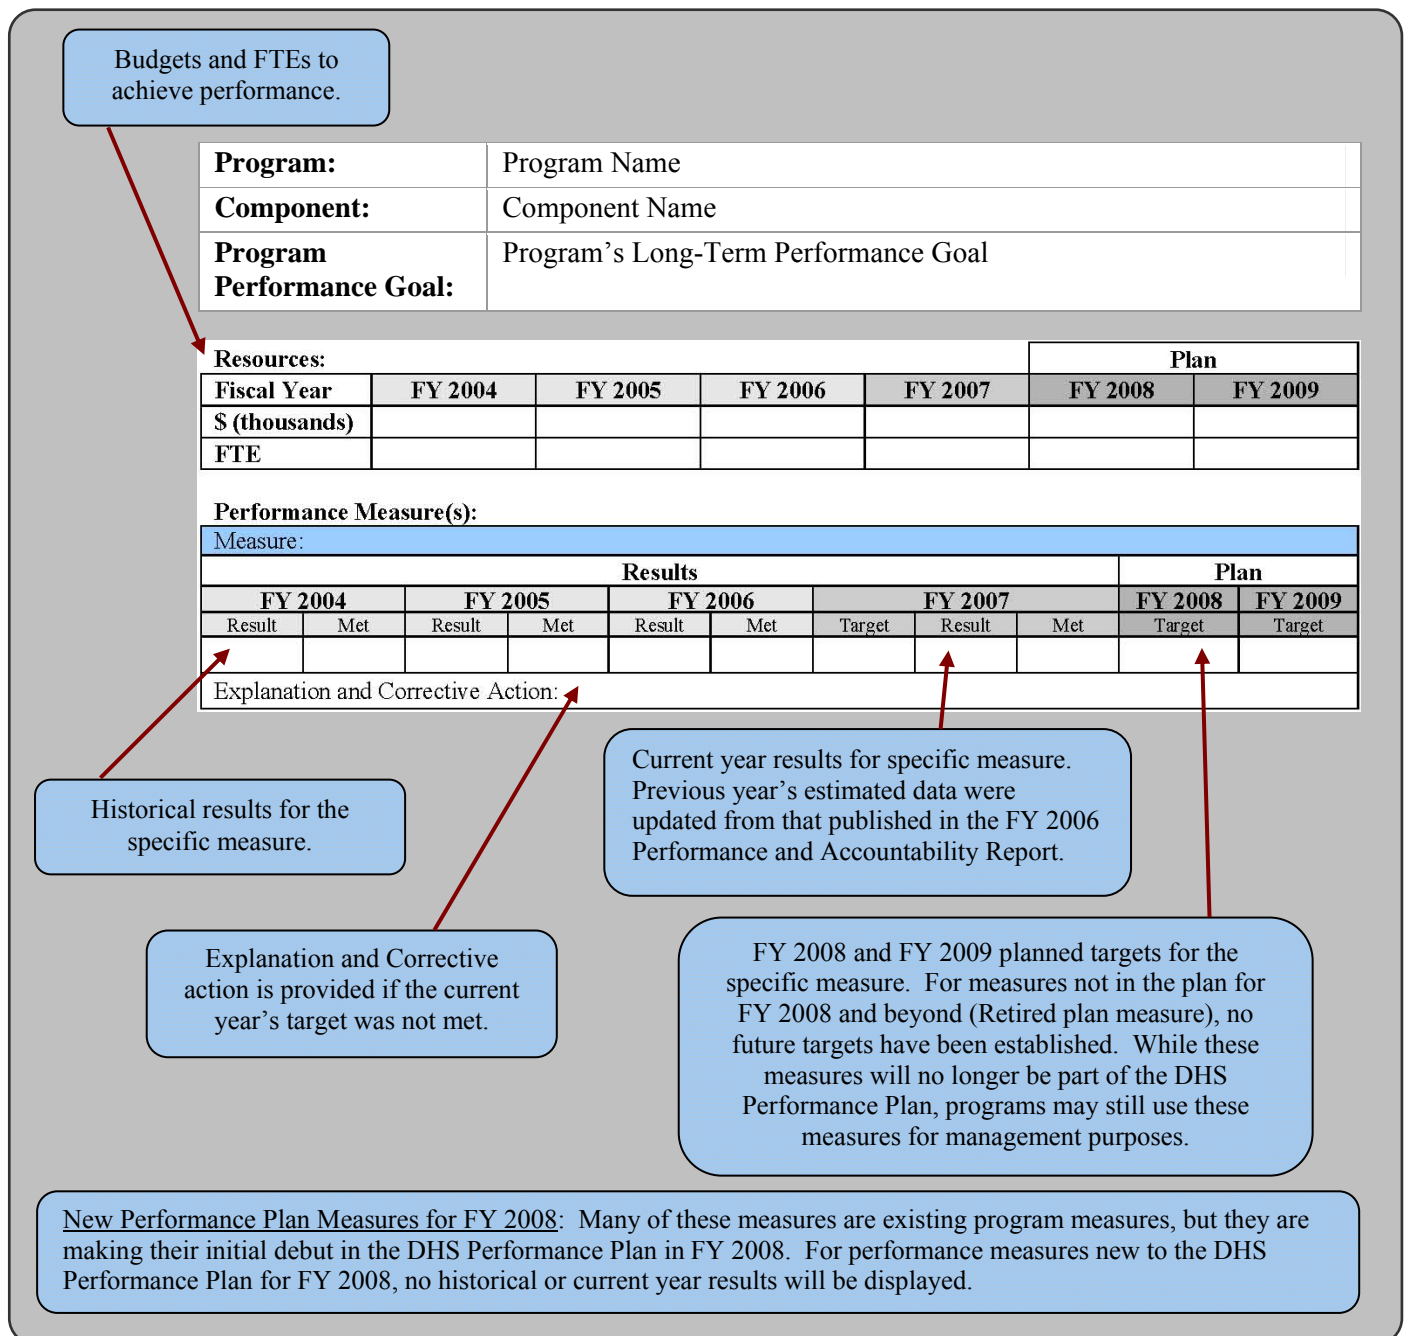 Budgets and FTEs to
achieve performance.
Program: Program Name
Component: Component Name
Program Program’s Long-Term Performance Goal
Performance Goal:
Resources: Plan
Fiscal Year FY 2004 FY 2005 FY 2006 FY 2007 FY 2008 FY 2009
$ (thousands)
FTE
Performance Measure(s):
Measure:
Results Plan
FY 2004 FY 2005 FY 2006 FY 2007 FY 2008 FY 2009
Result Met Result Met Result Met Target Result Met Target Target
Explanation and Corrective Action:
Current year results for specific measure.
Previous year’s estimated data were
updated from that published in the FY 2006
Performance and Accountability Report.
Historical results for the
specific measure.
Explanation and Corrective
action is provided if the current
year’s target was not met.
FY 2008 and FY 2009 planned targets for the
specific measure.  For measures not in the plan for
FY 2008 and beyond (Retired plan measure), no
future targets have been established.  While these
measures will no longer be part of the DHS
Performance Plan, programs may still use these
measures for management purposes.
New Performance Plan Measures for FY 2008:  Many of these measures are existing program measures, but they are
making their initial debut in the DHS Performance Plan in FY 2008.  For performance measures new to the DHS
Performance Plan for FY 2008, no historical or current year results will be displayed.